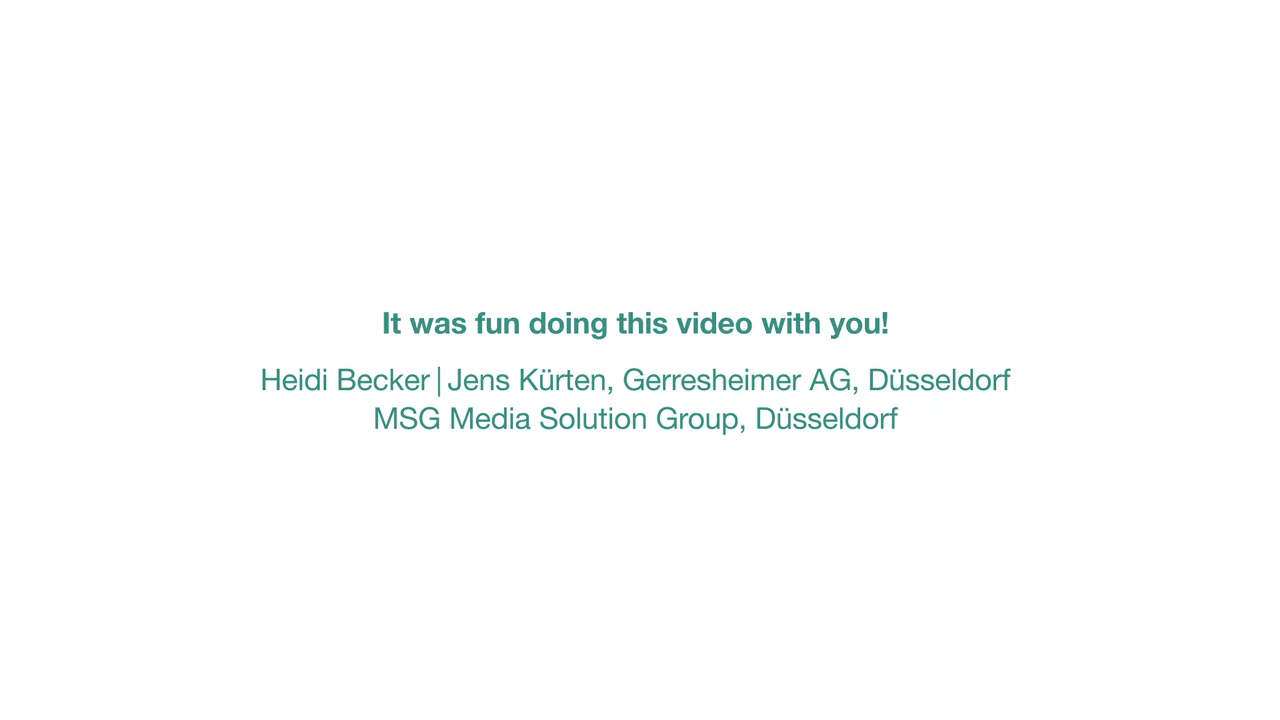 It was fun doing this video with you!
Heidi Becker | Jens Kürten, Gerresheimer AG, Düsseldorf
MSG Media Solution Group, Düsseldorf